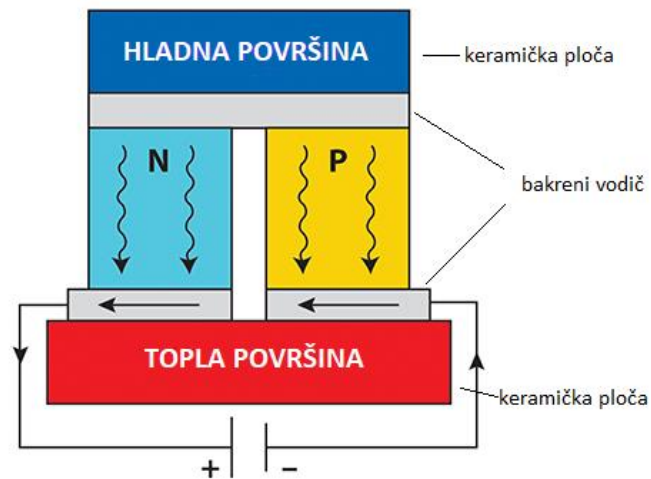 HLADNA POVRŠINA
keramička ploča
N
P
bakreni vodič
TOPLA POVRŠINA
keramička ploča
+
-